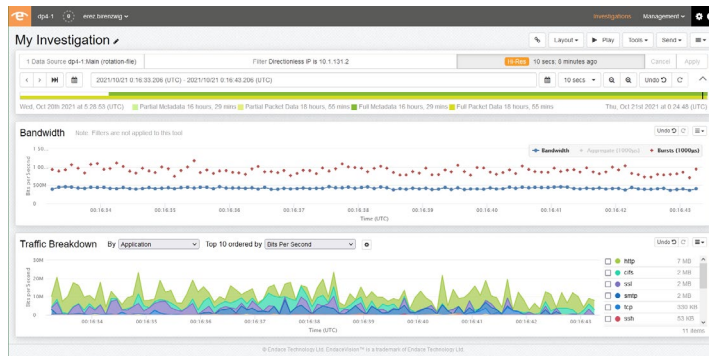 dp4-1 0 erez.birenzwg Investigations Management
My Investigation Layout Play Tools Send
1 Data Source dp4-1 Main (rotation-file) Filter Directionless IP is 10.1.131.2 Hi-Res 10 secs: 0 minutes ago Cancel Apply
2021/10/21 0:16:33.206 (UTC) - 2021/10/21 0:16:43.206 (UTC) 10 secs Undo
Wed, Oct 20th 2021 at 5:26:53 (UTC) Partial Metadata 16 hours, 29 mins Partial Packet Data 18 hours, 55 mins Full Metadata 16 hours, 29 mins Full Packet Data 18 hours, 55 mins Thu, Oct 21st 2021 at 0:24:45 (UTC)
Bandwidth Note: Filters are not applied to this tool Undo
Bandwidth Aggregate (1000μs) Bursts (1000μs)
Bits per Second
500M
0
00:16:34 00:16:35 00:16:36 00:16:37 00:16:38 00:16:39 00:16:40 00:16:41 00:16:42 00:16:43
Time (UTC)
Traffic Breakdown By Application Top 10 ordered by Bits Per Second Undo
Bits per Second
30M
20M
10M
0
00:16:34 00:16:35 00:16:36 00:16:37 00:16:38 00:16:39 00:16:40 00:16:41 00:16:42 00:16:43
Time (UTC)
http 7 MB
cifs 2 MB
ssl 2 MB
smtp 2 MB
tcp
ssh 53 KB
11 items
© Endace Technology Ltd. EndaceVision™ is a trademark of Endace Technology Ltd.